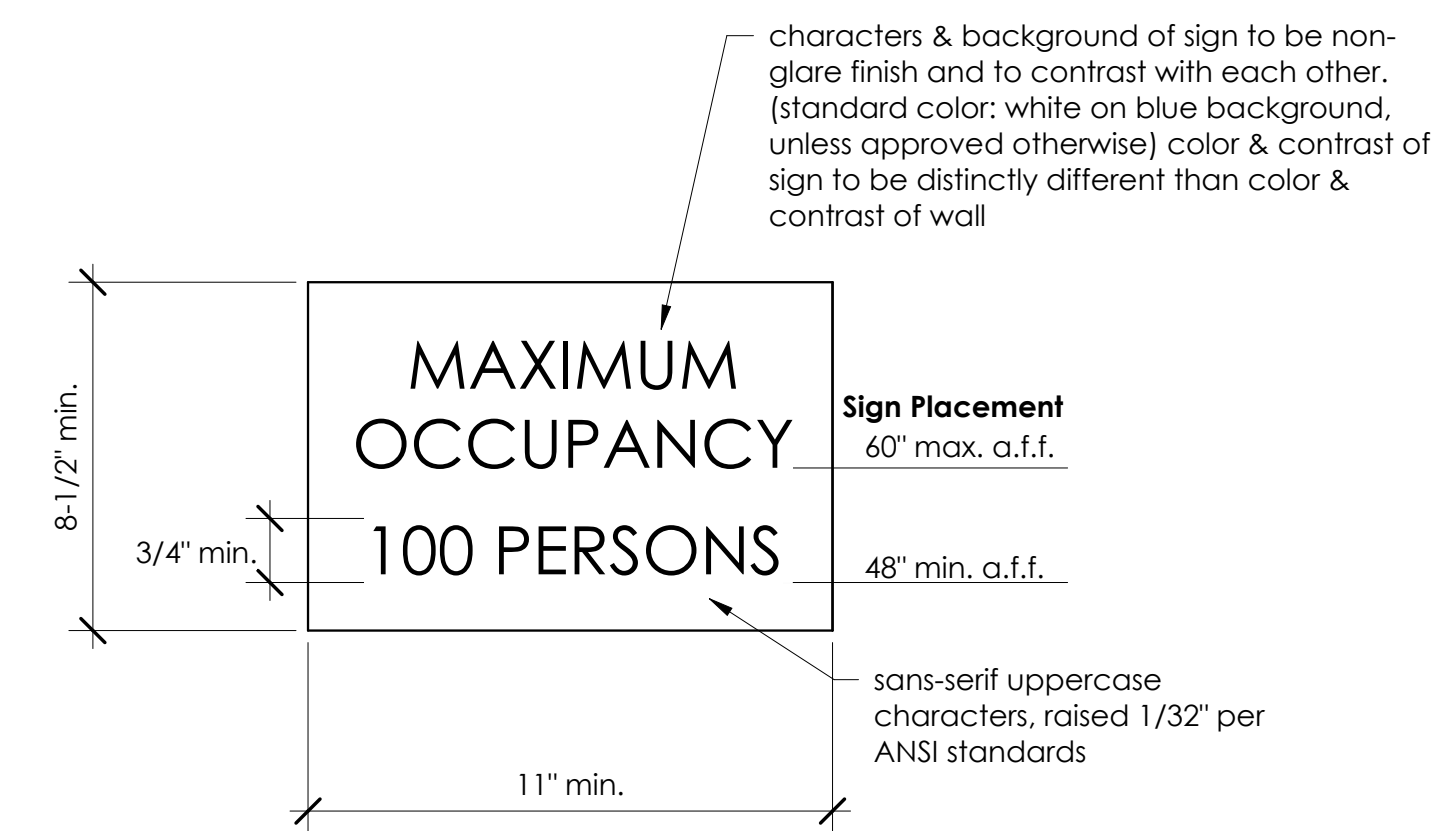 characters & background of sign to be non-
glare finish and to contrast with each other.
(standard color: white on blue background,
unless approved otherwise) color & contrast of
sign to be distinctly different than color &
contrast of wall
8-1/2" min.
MAXIMUM
OCCUPANCY
Sign Placement
60" max. a.f.f.
3/4" min.
100 PERSONS
48" min. a.f.f.
sans-serif uppercase
characters, raised 1/32" per
ANSI standards
11" min.